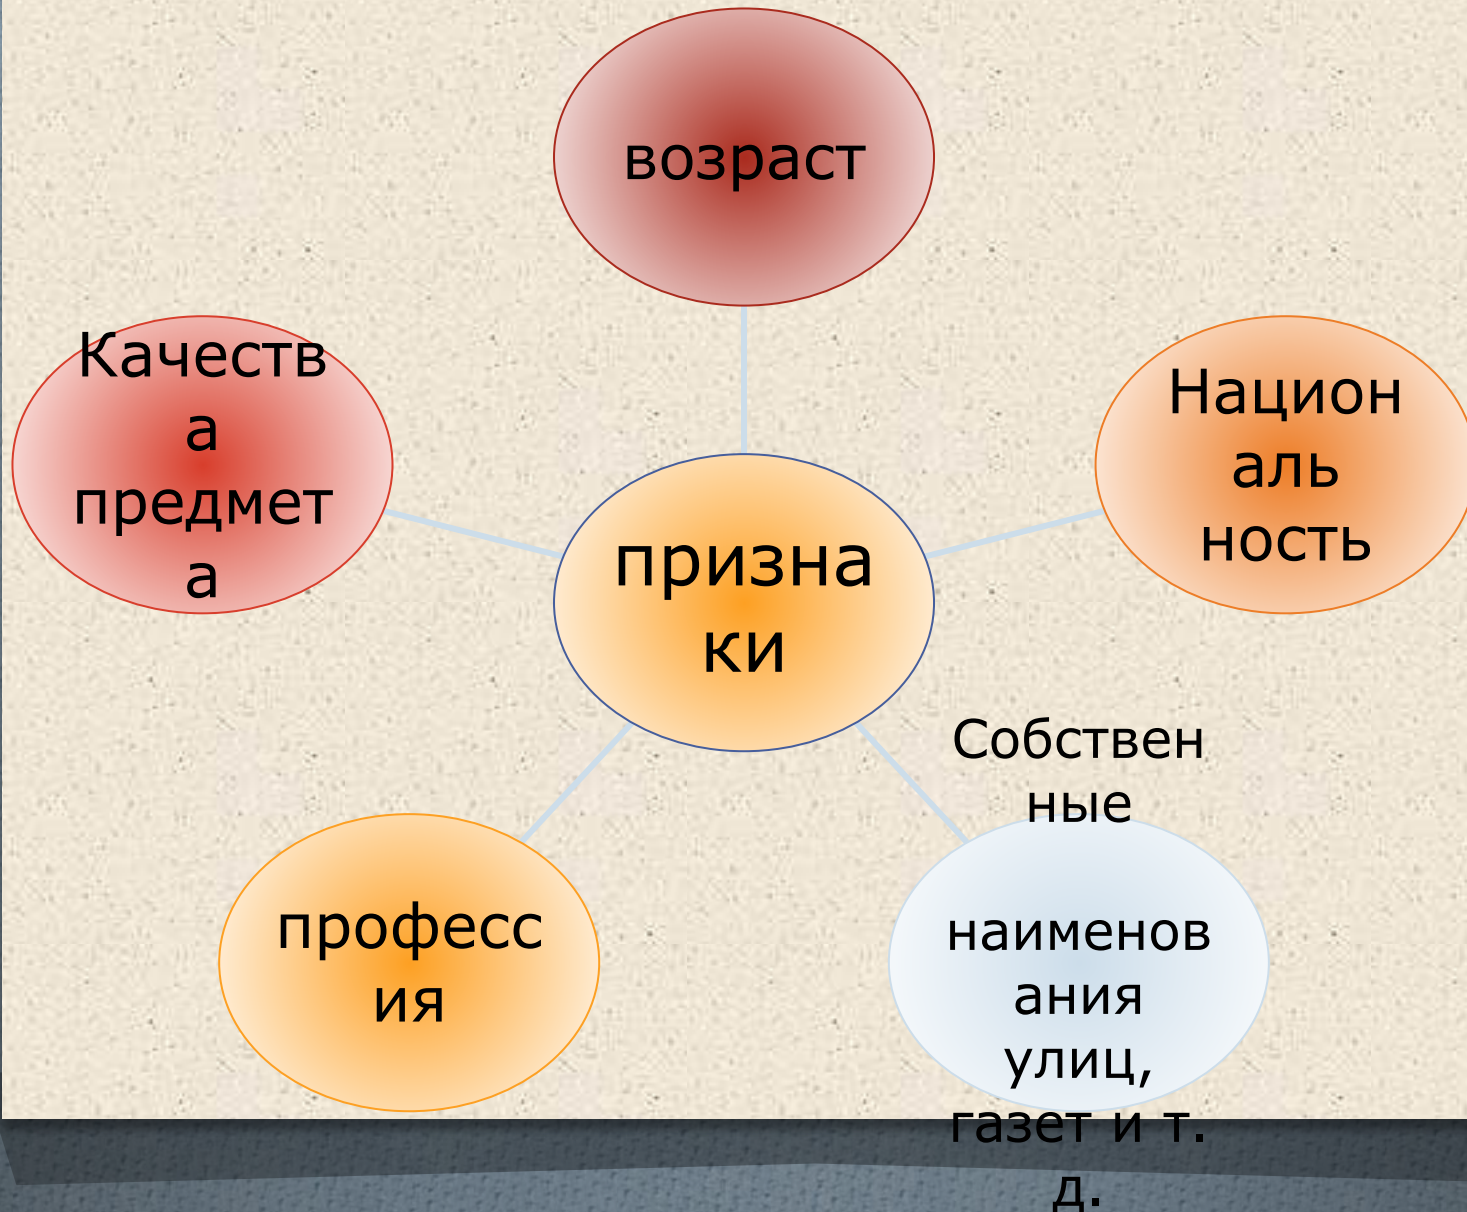 возраст
Качеств
а
предмет
а
Национ
аль
ность
призна
ки
Собствен
ные
наименов
ания
улиц,
газет и т.
д.
професс
ия